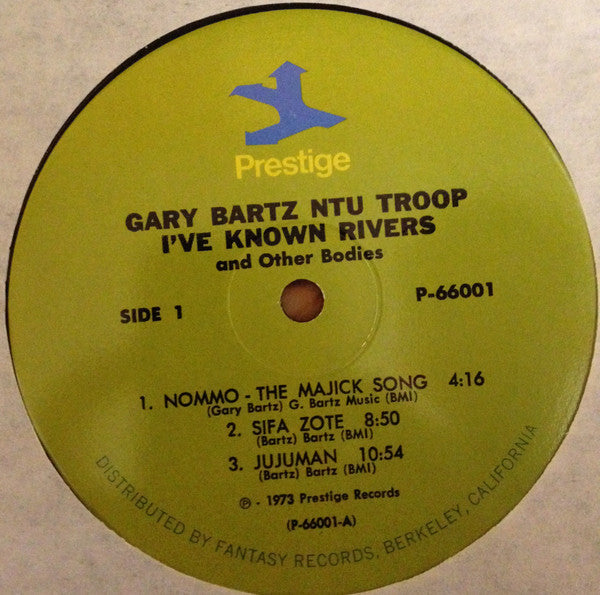 Prestige
GARY BARTZ NTU TROOP
I'VE KNOWN RIVERS
and Other Bodies
SIDE 1
P-66001
1. NOMMO - THE MAJICK SONG 4:16
(Gary Bartz) G. Bartz Music (BMI)
2. SIFA ZOTE 8:50
(Bartz) Bartz (BMI)
3. JUJUMAN 10:54
(Bartz) Bartz (BMI)
℗ - 1973 Prestige Records
(P-66001-A)
DISTRIBUTED BY FANTASY RECORDS, BERKELEY, CALIFORNIA